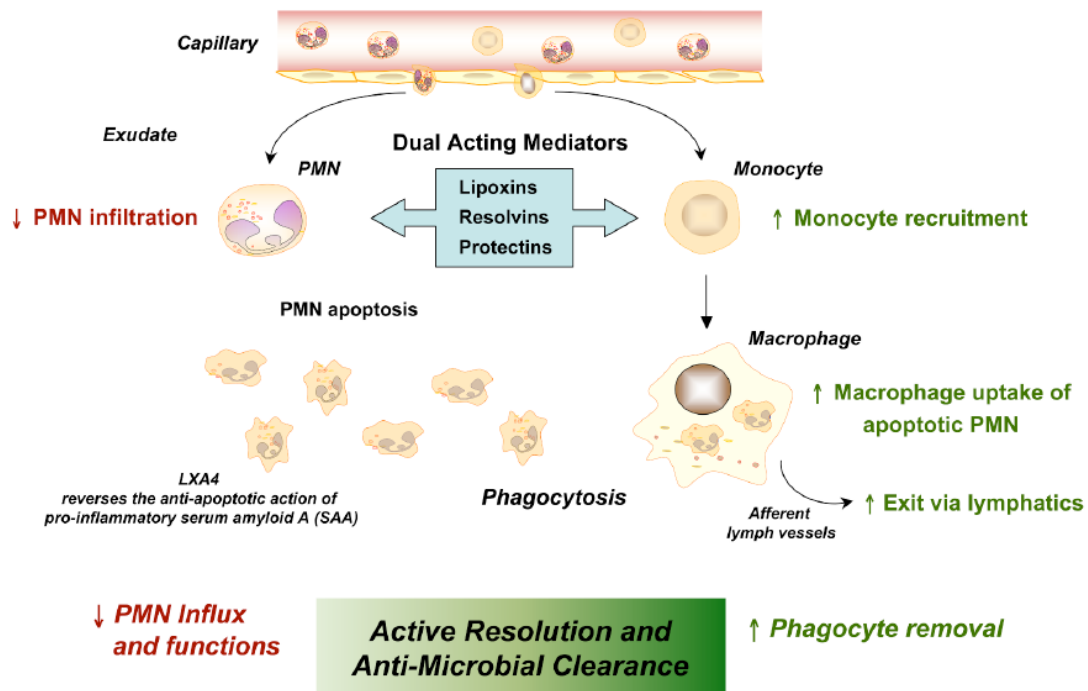 Capillary
Exudate
Dual Acting Mediators
PMN
Monocyte
Lipoxins
Resolvins
Protectins
↓ PMN infiltration
↑ Monocyte recruitment
PMN apoptosis
Macrophage
↑ Macrophage uptake of
apoptotic PMN
LXA4
reverses the anti-apoptotic action of
pro-inflammatory serum amyloid A (SAA)
Phagocytosis
↑ Exit via lymphatics
Afferent
lymph vessels
↓ PMN Influx
and functions
Active Resolution and
Anti-Microbial Clearance
↑ Phagocyte removal